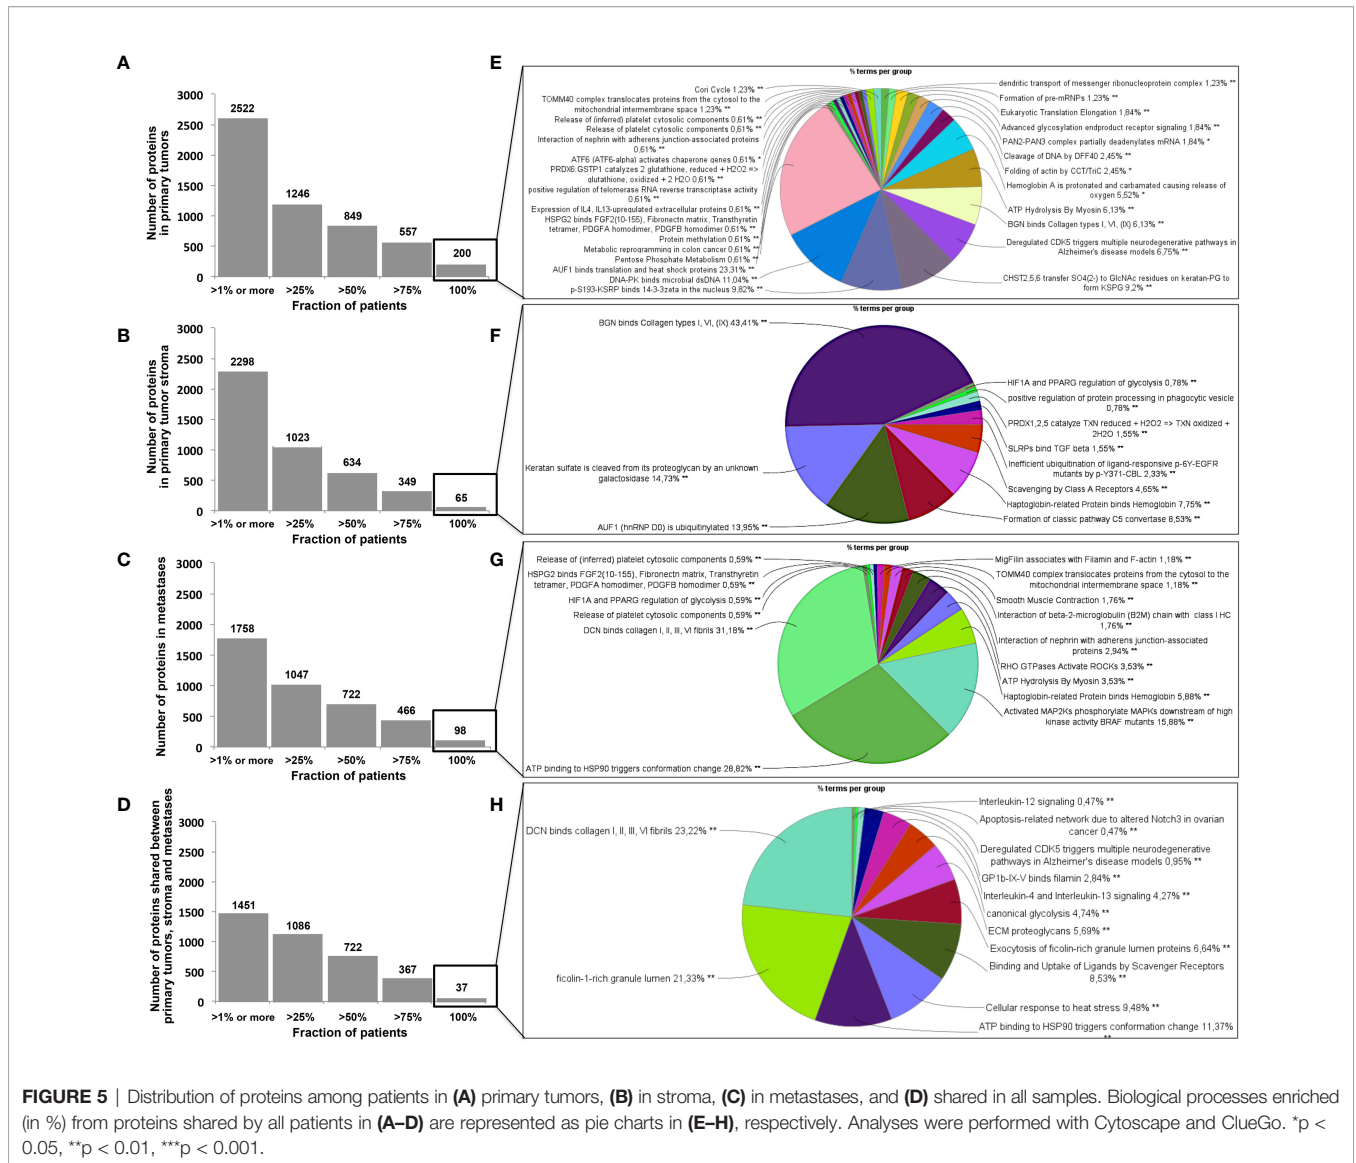 A
Number of proteins
in primary tumors
3000
2500
2000
1500
1000
500
0
2522
1246
849
557
200
>1% or more
>25%
>50%
>75%
100%
Fraction of patients
E
% terms per group
Cori Cycle 1,23% **
TOMM40 complex translocates proteins from the cytosol to the
mitochondrial intermembrane space 1,23% **
Release of (inferred) platelet cytosolic components 0,61% **
Release of platelet cytosolic components 0,61% **
Interaction of nephrin with adherens junction-associated proteins
0,61% **
ATF6 (ATF6-alpha) activates chaperone genes 0,61% *
PRDX6:GSTP1 catalyzes 2 glutathione, reduced + H2O2 =>
glutathione, oxidized + 2 H2O 0,61% **
positive regulation of telomerase RNA reverse transcriptase activity
0,61% **
Expression of IL4, IL13-upregulated extracellular proteins 0,61% **
HSPG2 binds FGF2(10-155), Fibronectn matrix, Transthyretin
tetramer, PDGFA homodimer, PDGFB homodimer 0,61% **
Protein methylation 0,61% **
Metabolic reprogramming in colon cancer 0,61% **
Pentose Phosphate Metabolism 0,61% **
AUF1 binds translation and heat shock proteins 23,31% **
DNA-PK binds microbial dsDNA 11,04% **
p-S193-KSRP binds 14-3-3zeta in the nucleus 9,82% **
dendritic transport of messenger ribonucleoprotein complex 1,23% **
Formation of pre-mRNPs 1,23% **
Eukaryotic Translation Elongation 1,84% **
Advanced glycosylation endproduct receptor signaling 1,84% **
PAN2-PAN3 complex partially deadenylates mRNA 1,84% *
Cleavage of DNA by DFF40 2,45% **
Folding of actin by CCT/TriC 2,45% *
Hemoglobin A is protonated and carbamated causing release of
oxygen 5,52% *
ATP Hydrolysis By Myosin 6,13% **
BGN binds Collagen types I, VI, (IX) 6,13% **
Deregulated CDK5 triggers multiple neurodegenerative pathways in
Alzheimer's disease models 6,75% **
CHST2,5,6 transfer SO4(2-) to GlcNAc residues on keratan-PG to
form KSPG 9,2% **
B
Number of proteins
in primary tumor stroma
3000
2500
2000
1500
1000
500
0
2298
1023
634
349
65
>1% or more
>25%
>50%
>75%
100%
Fraction of patients
F
% terms per group
BGN binds Collagen types I, VI, (IX) 43,41% **
Keratan sulfate is cleaved from its proteoglycan by an unknown
galactosidase 14,73% **
AUF1 (hnRNP D0) is ubiquitinylated 13,95% **
HIF1A and PPARG regulation of glycolysis 0,78% **
positive regulation of protein processing in phagocytic vesicle
0,78% **
PRDX1,2,5 catalyze TXN reduced + H2O2 => TXN oxidized +
2H2O 1,55% **
SLRPs bind TGF beta 1,55% **
Inefficient ubiquitination of ligand-responsive p-6Y-EGFR
mutants by p-Y371-CBL 2,33% **
Scavenging by Class A Receptors 4,65% **
Haptoglobin-related Protein binds Hemoglobin 7,75% **
Formation of classic pathway C5 convertase 8,53% **
C
Number of proteins in metastases
3000
2500
2000
1500
1000
500
0
1758
1047
722
466
98
>1% or more
>25%
>50%
>75%
100%
Fraction of patients
G
% terms per group
Release of (inferred) platelet cytosolic components 0,59% **
HSPG2 binds FGF2(10-155), Fibronectn matrix, Transthyretin
tetramer, PDGFA homodimer, PDGFB homodimer 0,59% **
HIF1A and PPARG regulation of glycolysis 0,59% **
Release of platelet cytosolic components 0,59% **
DCN binds collagen I, II, III, VI fibrils 31,18% **
ATP binding to HSP90 triggers conformation change 28,82% **
MigFilin associates with Filamin and F-actin 1,18% **
TOMM40 complex translocates proteins from the cytosol to the
mitochondrial intermembrane space 1,18% **
Smooth Muscle Contraction 1,76% **
Interaction of beta-2-microglobulin (B2M) chain with class I HC
1,76% **
Interaction of nephrin with adherens junction-associated
proteins 2,94% **
RHO GTPases Activate ROCKs 3,53% **
ATP Hydrolysis By Myosin 3,53% **
Haptoglobin-related Protein binds Hemoglobin 5,88% **
Activated MAP2Ks phosphorylate MAPKs downstream of high
kinase activity BRAF mutants 15,88% **
D
Number of proteins shared between
primary tumors, stroma and metastases
3000
2500
2000
1500
1000
500
0
1451
1086
722
367
37
>1% or more
>25%
>50%
>75%
100%
Fraction of patients
H
% terms per group
DCN binds collagen I, II, III, VI fibrils 23,22% **
ficolin-1-rich granule lumen 21,33% **
Interleukin-12 signaling 0,47% **
Apoptosis-related network due to altered Notch3 in ovarian
cancer 0,47% **
Deregulated CDK5 triggers multiple neurodegenerative
pathways in Alzheimer's disease models 0,95% **
GP1b-IX-V binds filamin 2,84% **
Interleukin-4 and Interleukin-13 signaling 4,27% **
canonical glycolysis 4,74% **
ECM proteoglycans 5,69% **
Exocytosis of ficolin-rich granule lumen proteins 6,64% **
Binding and Uptake of Ligands by Scavenger Receptors
8,53% **
Cellular response to heat stress 9,48% **
ATP binding to HSP90 triggers conformation change 11,37%
**
FIGURE 5 | Distribution of proteins among patients in (A) primary tumors, (B) in stroma, (C) in metastases, and (D) shared in all samples. Biological processes enriched
(in %) from proteins shared by all patients in (A–D) are represented as pie charts in (E–H), respectively. Analyses were performed with Cytoscape and ClueGo. *p <
0.05, **p < 0.01, ***p < 0.001.